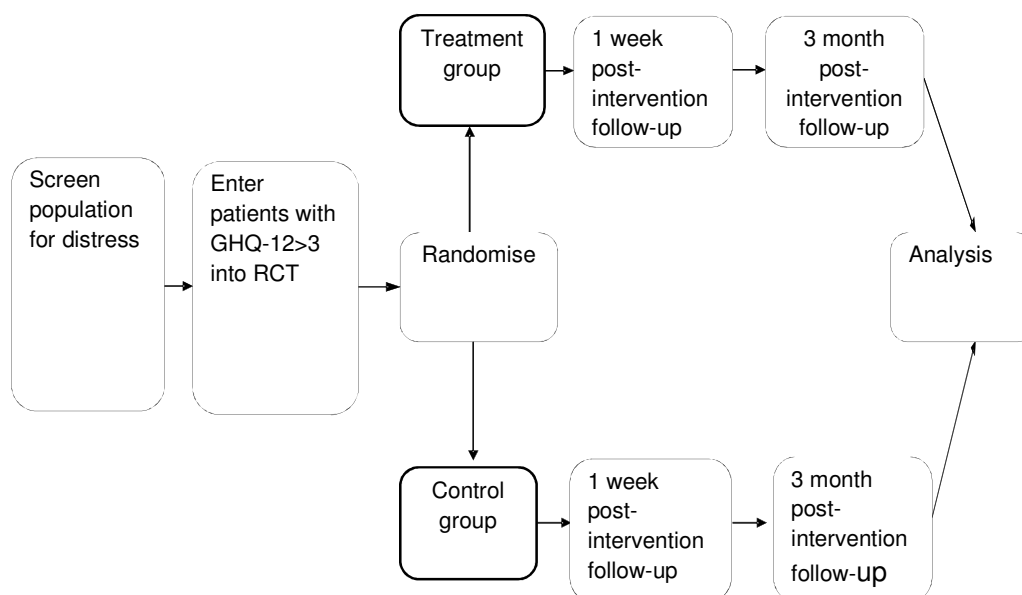 Screen
population
for distress
Enter
patients with
GHQ-12>3
into RCT
Randomise
Treatment
group
1 week
post-
intervention
follow-up
3 month
post-
intervention
follow-up
Control
group
1 week
post-
intervention
follow-up
3 month
post-
intervention
follow-up
Analysis